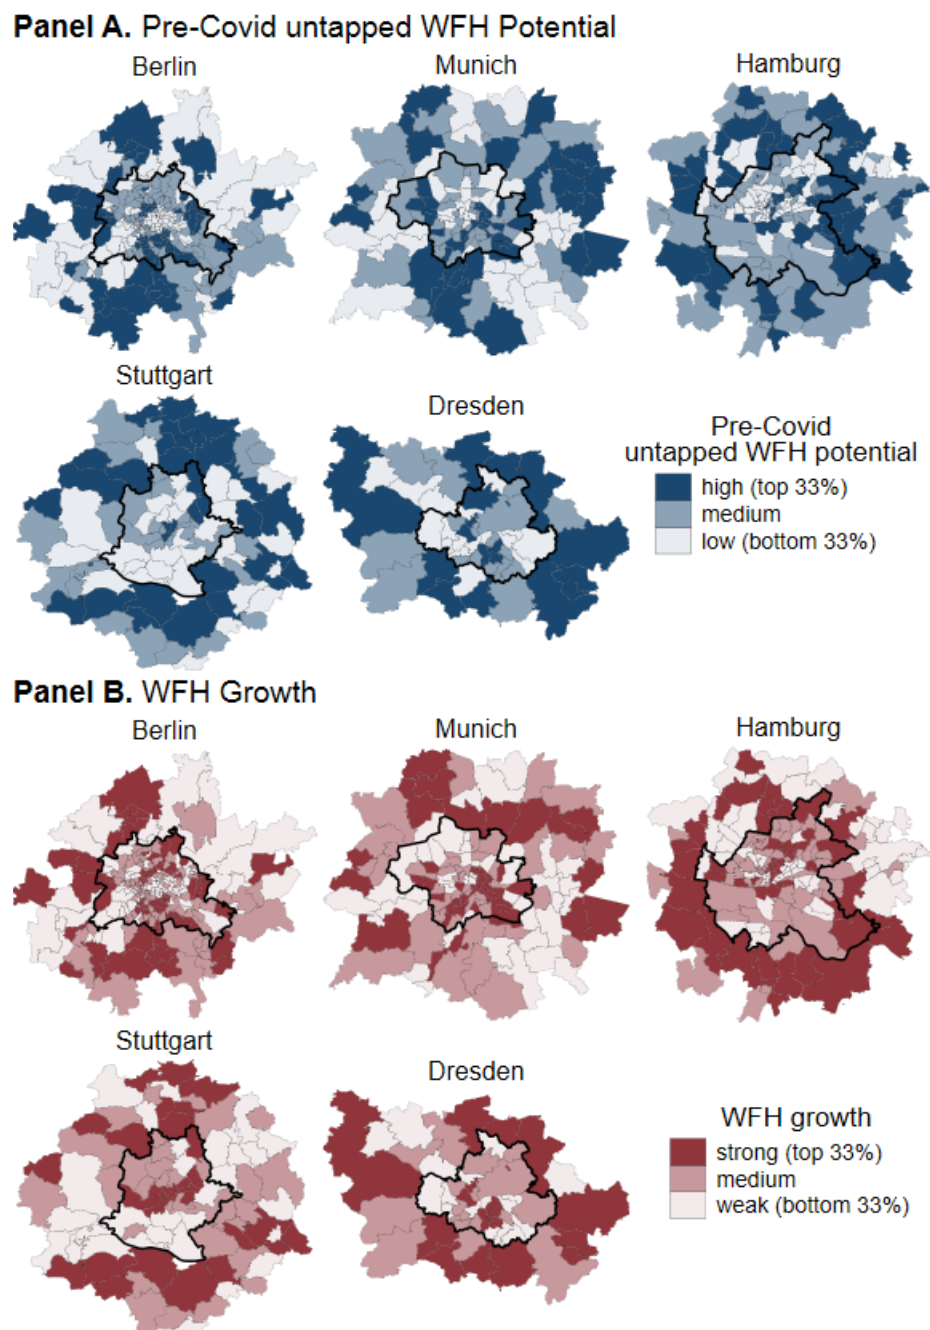 Panel A. Pre-Covid untapped WFH Potential
Berlin
Munich
Hamburg
Stuttgart
Dresden
Pre-Covid
untapped WFH potential
high (top 33%)
medium
low (bottom 33%)
Panel B. WFH Growth
Berlin
Munich
Hamburg
Stuttgart
Dresden
WFH growth
strong (top 33%)
medium
weak (bottom 33%)